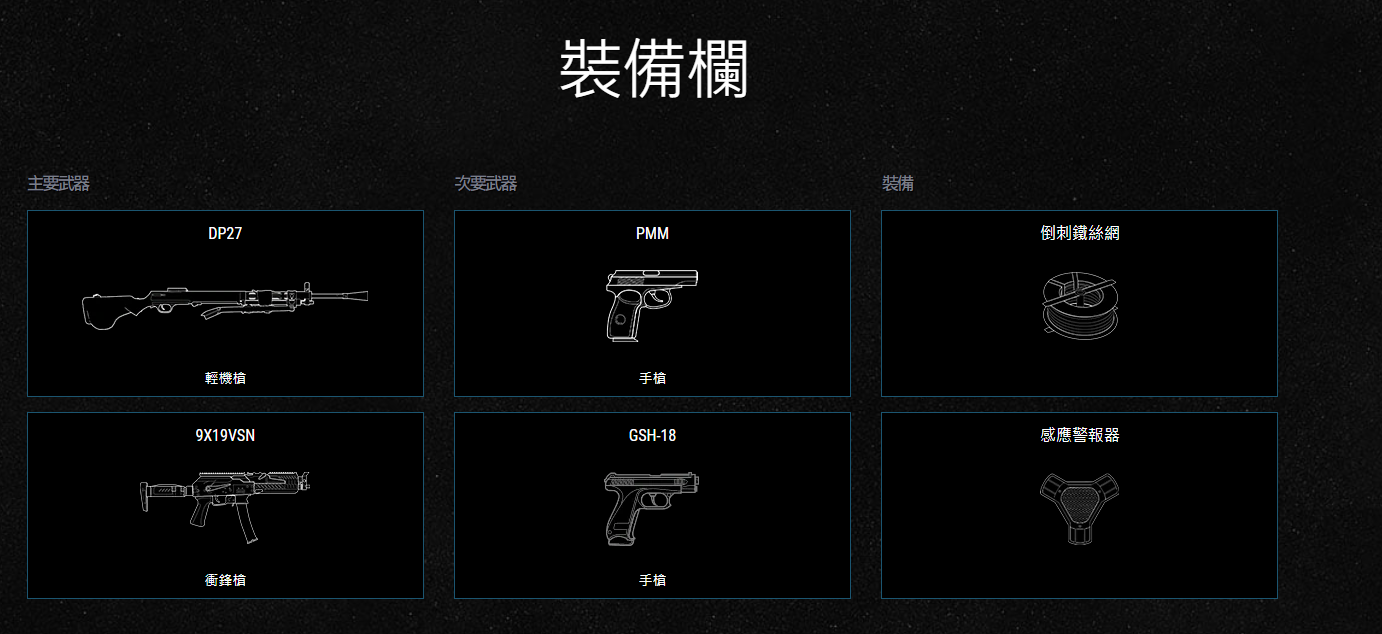 裝備欄
主要武器
次要武器
裝備
DP27
輕機槍
PMM
手槍
倒刺鐵絲網
9X19VSN
衝鋒槍
GSH-18
手槍
感應警報器